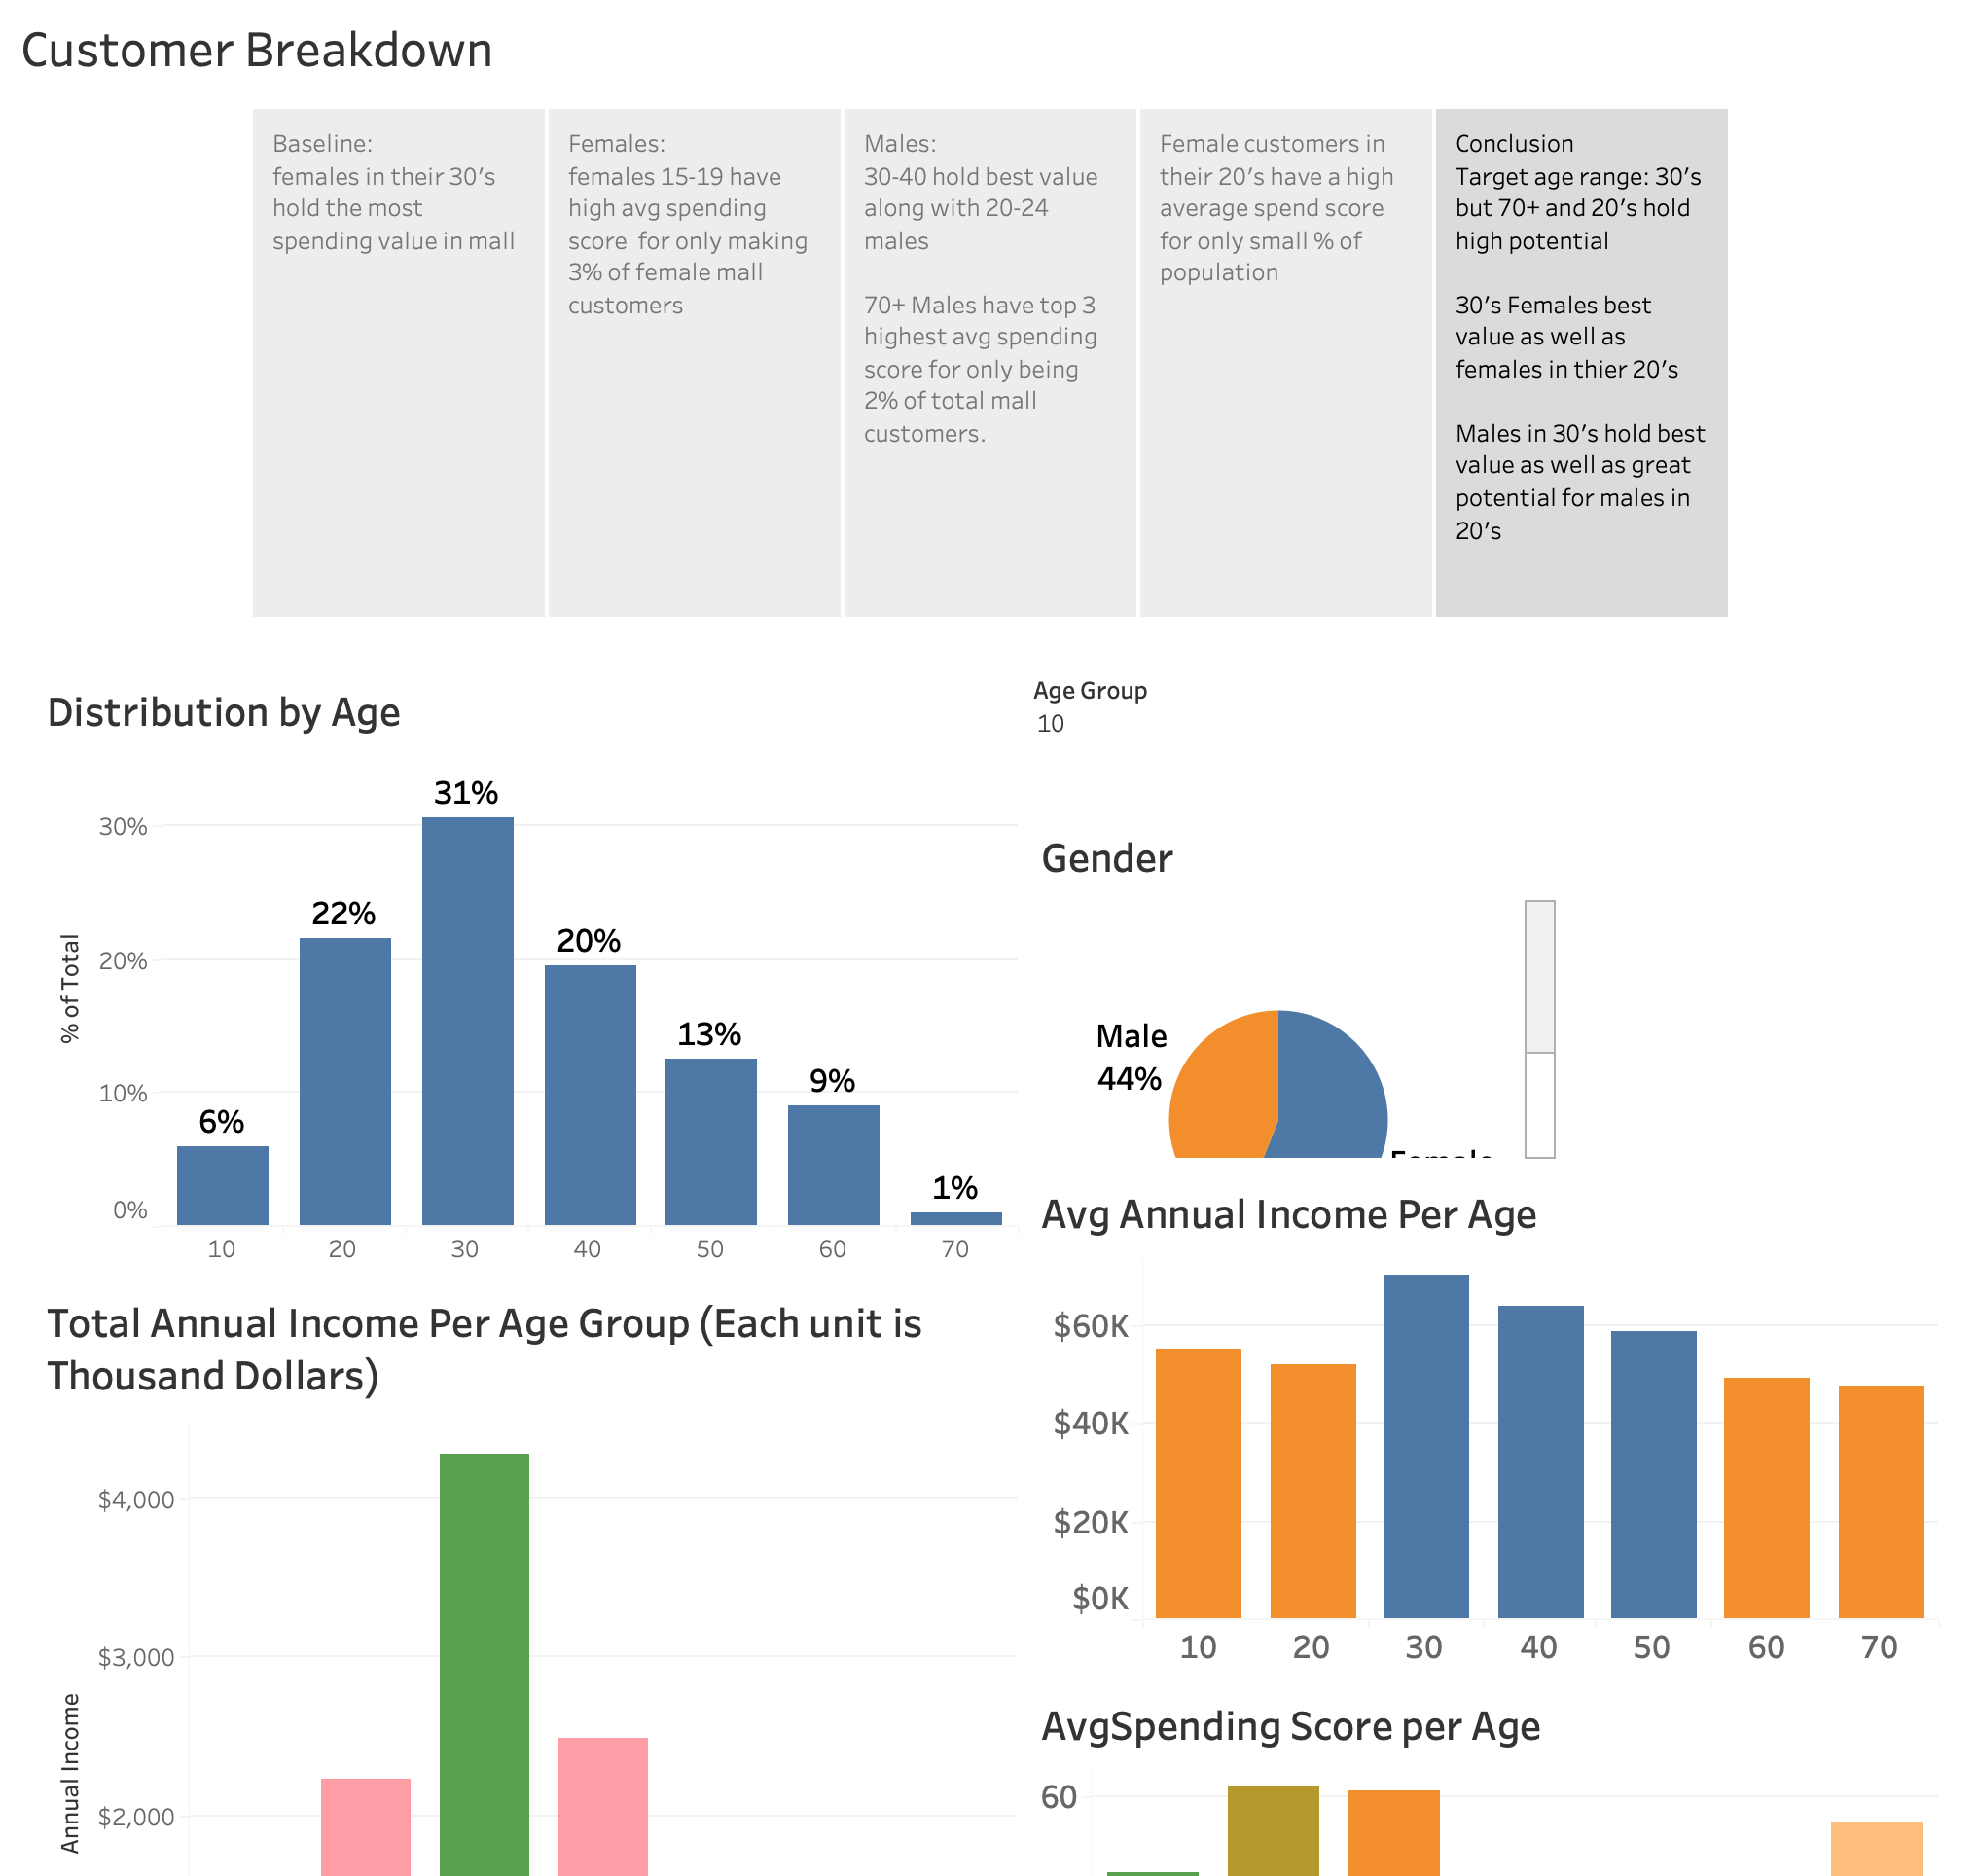 Customer Breakdown
Baseline:
females in their 30's
hold the most
spending value in mall
Females:
females 15-19 have
high avg spending
score  for only making
3% of female mall
customers
Males:
30-40 hold best value
along with 20-24
males
70+ Males have top 3
highest avg spending
score for only being
2% of total mall
customers.
Female customers in
their 20's have a high
average spend score
for only small % of
population
Conclusion
Target age range: 30's
but 70+ and 20's hold
high potential
30's Females best
value as well as
females in thier 20's
Males in 30's hold best
value as well as great
potential for males in
20's
Distribution by Age
% of Total
30%
20%
10%
0%
6%
22%
31%
20%
13%
9%
1%
10 20 30 40 50 60 70
Age Group
10
Gender
Male
44%
Female
Total Annual Income Per Age Group (Each unit is
Thousand Dollars)
Annual Income
$4,000
$3,000
$2,000
Avg Annual Income Per Age
$60K
$40K
$20K
$0K
10 20 30 40 50 60 70
AvgSpending Score per Age
60